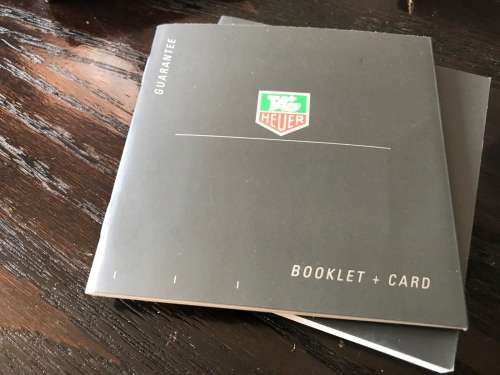 GUARANTEE
TAG
HEUER
BOOKLET + CARD